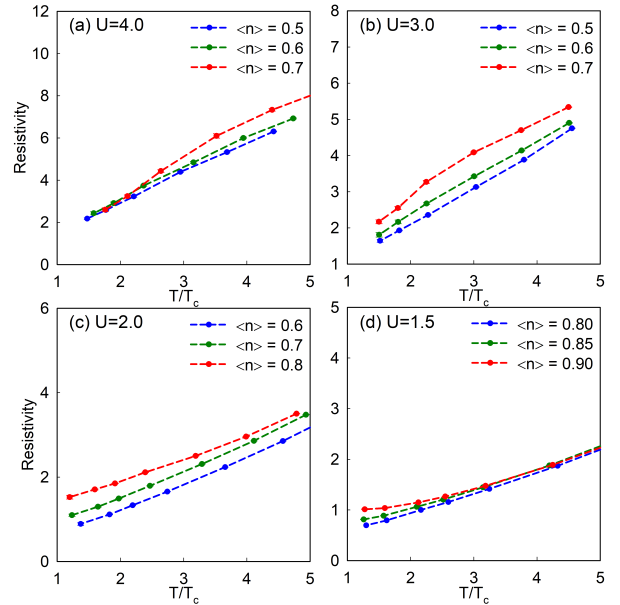 (a) U=4.0
<n> = 0.5
<n> = 0.6
<n> = 0.7
12
10
8
6
4
2
0
Resistivity
1 2 3 4 5
T/Tc
(b) U=3.0
<n> = 0.5
<n> = 0.6
<n> = 0.7
8
7
6
5
4
3
2
1
1 2 3 4 5
T/Tc
(c) U=2.0
<n> = 0.6
<n> = 0.7
<n> = 0.8
6
4
2
0
Resistivity
1 2 3 4 5
T/Tc
(d) U=1.5
<n> = 0.80
<n> = 0.85
<n> = 0.90
5
4
3
2
1
0
1 2 3 4 5
T/Tc